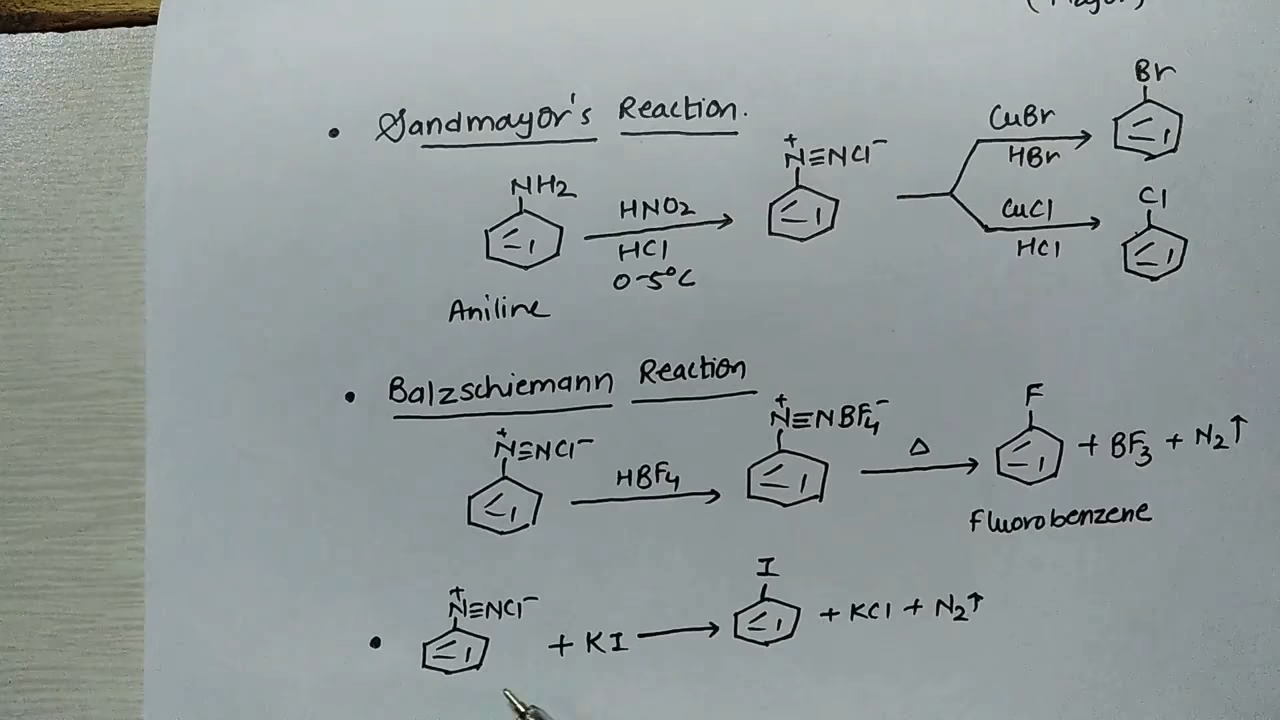 (Major)
• Sandmayor's Reaction.
NH2
HNO2
HCl
0-5°C
Aniline
+
N≡NCl−
CuBr
HBr
Br
CuCl
HCl
Cl
• Balzschiemann Reaction
+
N≡NCl−
HBF4
+
N≡NBF4−
Δ
F
+ BF3 + N2↑
Fluorobenzene
•
+
N≡NCl−
+ KI
I
+ KCl + N2↑